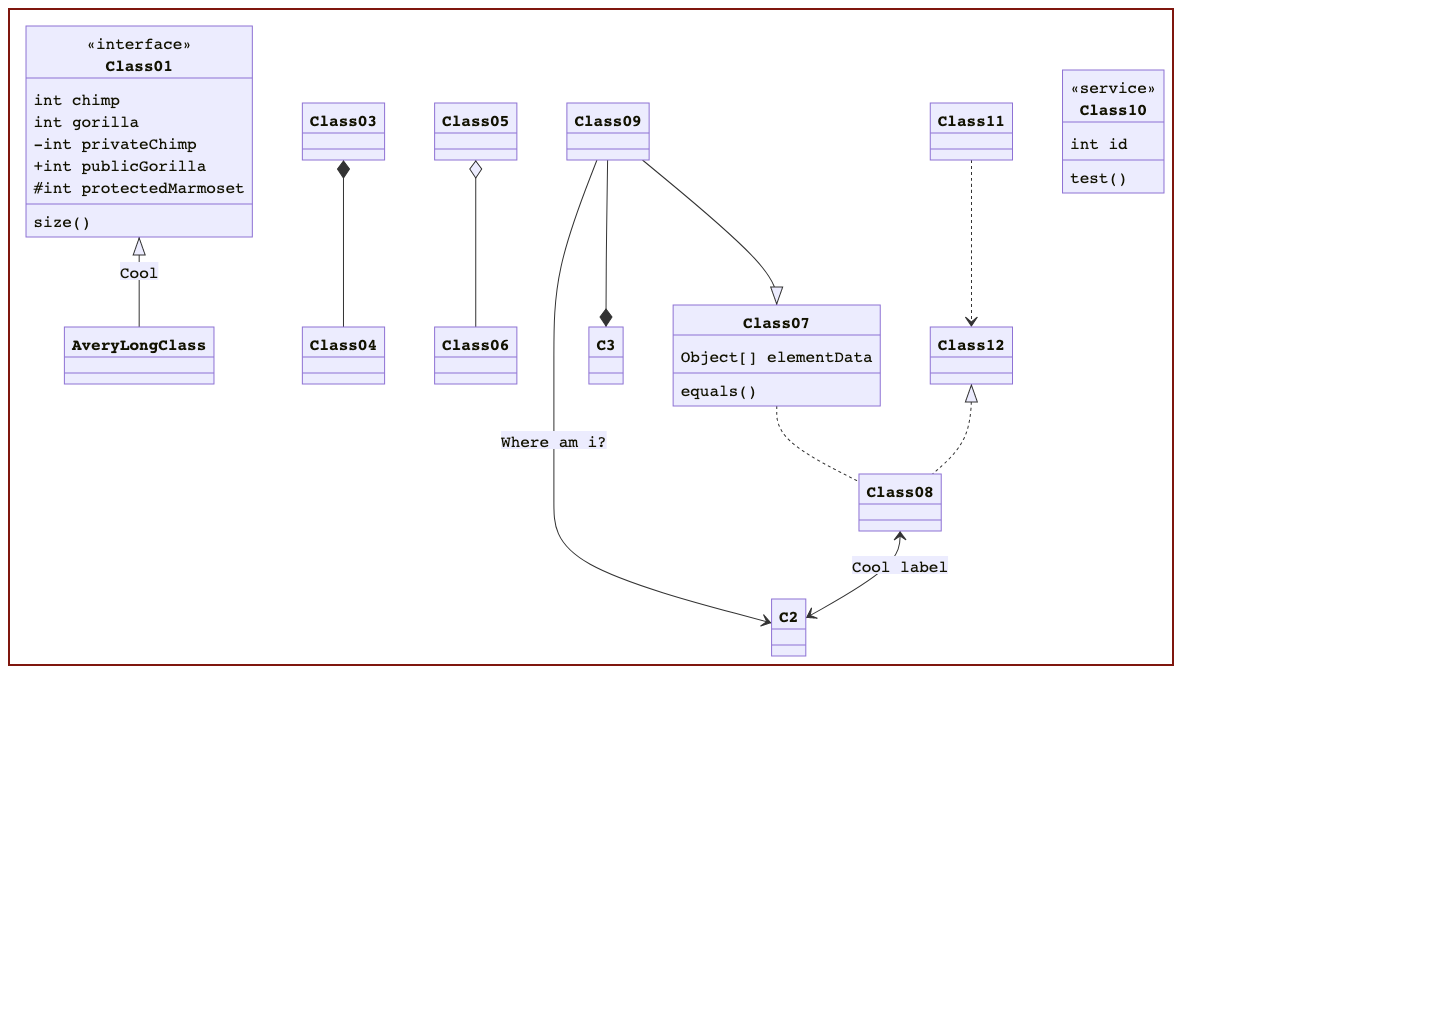 «interface»
Class01
int chimp
int gorilla
-int privateChimp
+int publicGorilla
#int protectedMarmoset
size()
Class03
Class05
Class09
Class11
«service»
Class10
int id
test()
Cool
AveryLongClass
Class04
Class06
C3
Class07
Object[] elementData
equals()
Class12
Where am i?
Class08
Cool label
C2